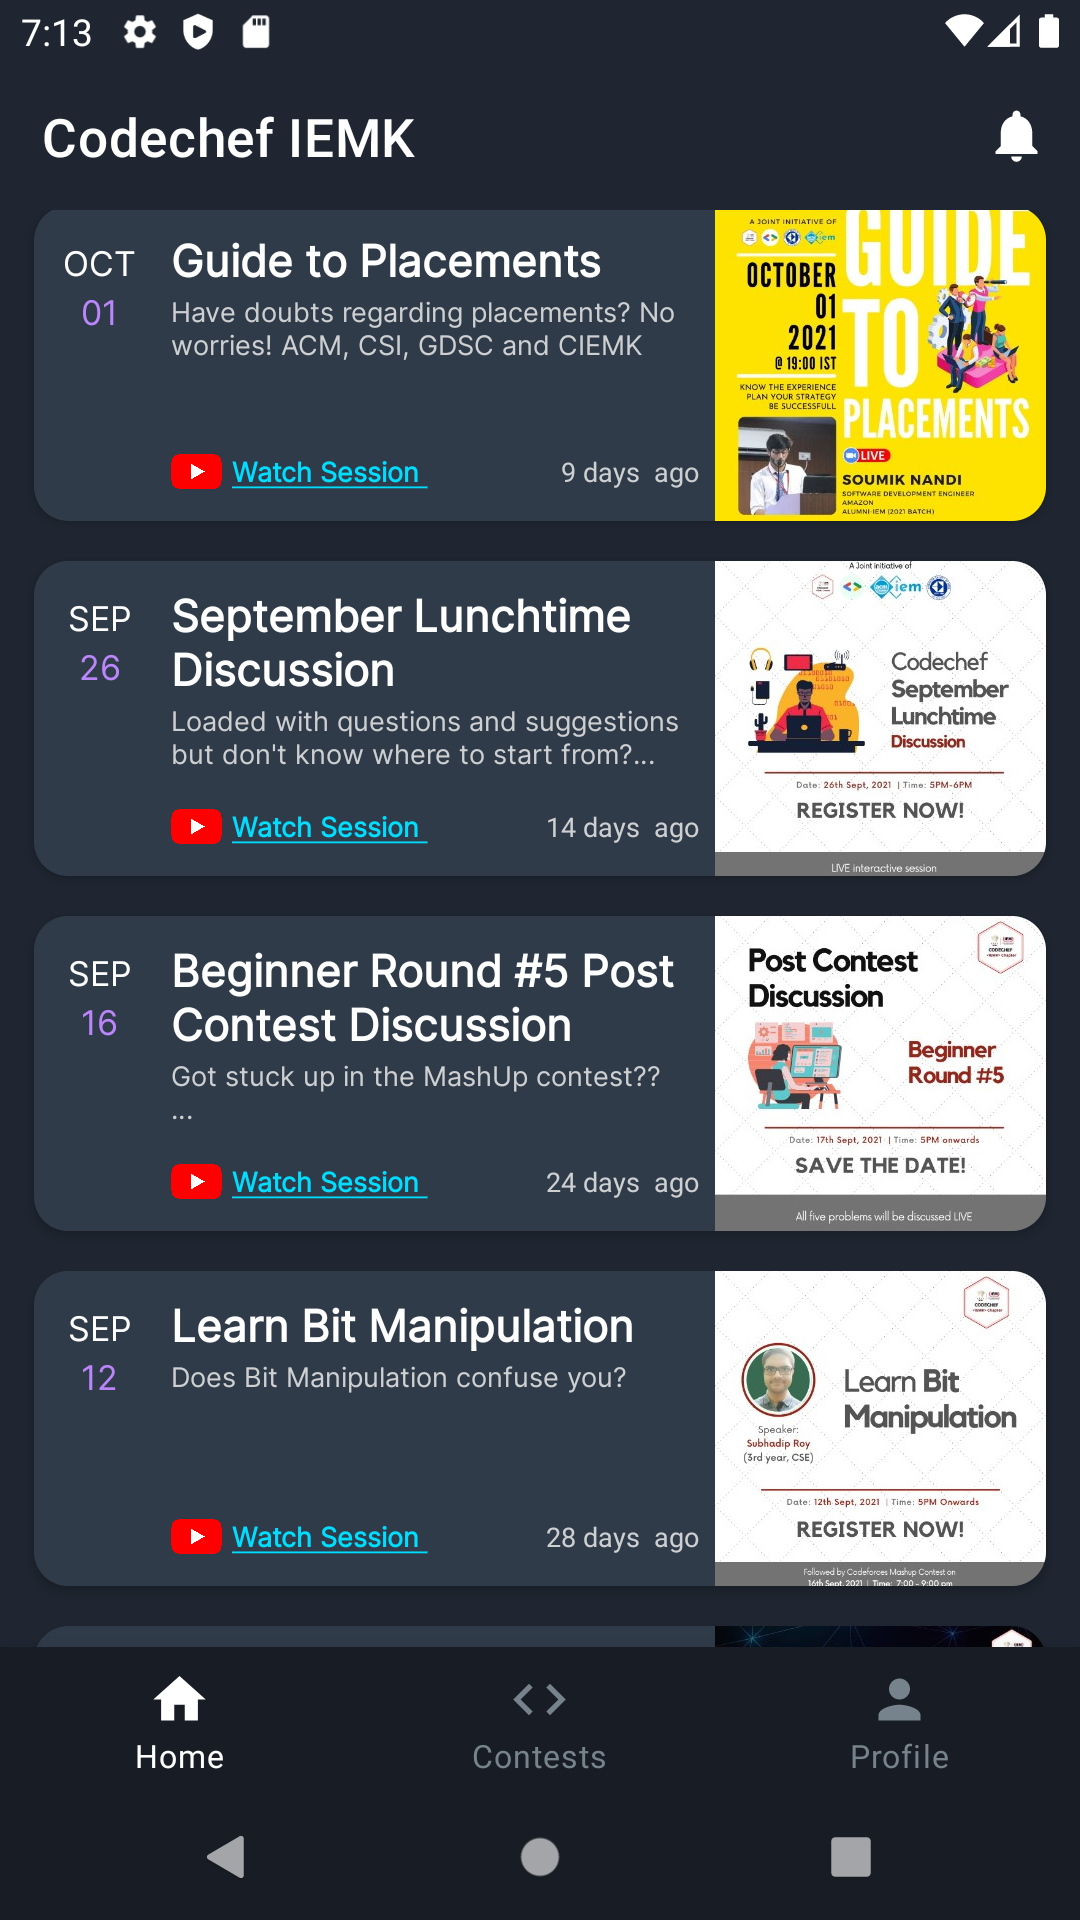 7:13
Codechef IEMK
OCT
01
Guide to Placements
Have doubts regarding placements? No
worries! ACM, CSI, GDSC and CIEMK
Watch Session
9 days ago
A JOINT INITIATIVE OF
iem
GUIDE
TO
PLACEMENTS
OCTOBER
01
2021
@ 19:00 IST
KNOW THE EXPERIENCE
PLAN YOUR STRATEGY
BE SUCCESSFULL
LIVE
SOUMIK NANDI
SOFTWARE DEVELOPMENT ENGINEER
AMAZON
ALUMNI-IEM (2021 BATCH)
SEP
26
September Lunchtime
Discussion
Loaded with questions and suggestions
but don't know where to start from?...
Watch Session
14 days ago
A Joint initiative of
iem
Codechef
September
Lunchtime
Discussion
Date: 26th Sept, 2021 | Time: 5PM-6PM
REGISTER NOW!
LIVE interactive session
SEP
16
Beginner Round #5 Post
Contest Discussion
Got stuck up in the MashUp contest??
...
Watch Session
24 days ago
CODECHEF
Post Contest
Discussion
Beginner
Round #5
Date: 17th Sept, 2021 | Time: 5PM onwards
SAVE THE DATE!
All five problems will be discussed LIVE
SEP
12
Learn Bit Manipulation
Does Bit Manipulation confuse you?
Watch Session
28 days ago
CODECHEF
Learn Bit
Manipulation
Speaker:
Subhadip Roy
(3rd year, CSE)
Date: 12th Sept, 2021 | Time: 5PM Onwards
REGISTER NOW!
Followed by Codeforces Mashup Contest on
16th Sept, 2021 | Time: 7:00 - 9:00 pm
Home
Contests
Profile